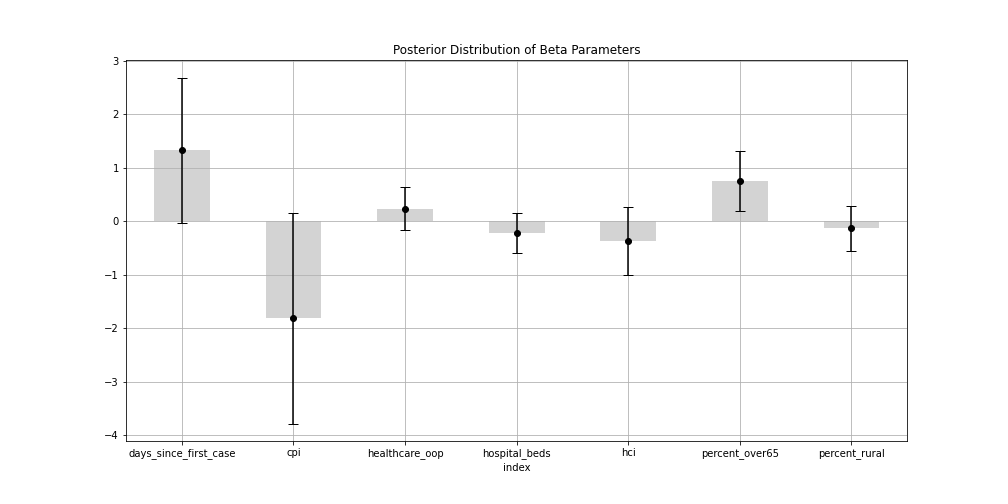 Posterior Distribution of Beta Parameters
3
2
1
0
−1
−2
−3
−4
days_since_first_case cpi healthcare_oop hospital_beds hci percent_over65 percent_rural
index